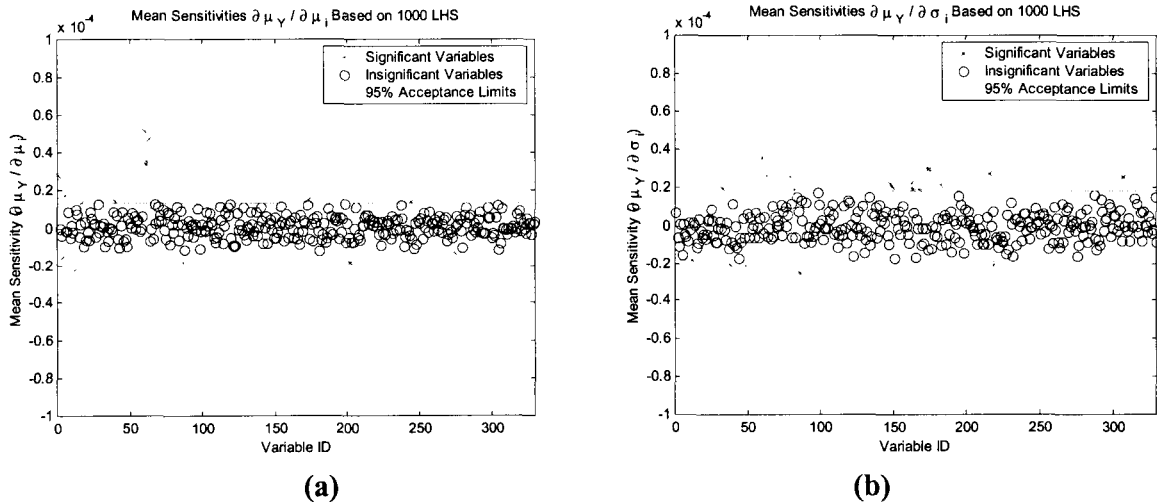 Mean Sensitivities ∂ μ Y / ∂ μ i Based on 1000 LHS
x 10 -4
1
0.8
0.6
0.4
0.2
0
-0.2
-0.4
-0.6
-0.8
-1
Mean Sensitivity (∂ μ Y / ∂ μ i)
Significant Variables
Insignificant Variables
95% Acceptance Limits
0 50 100 150 200 250 300
Variable ID
(a)
Mean Sensitivities ∂ μ Y / ∂ σ i Based on 1000 LHS
x 10 -4
1
0.8
0.6
0.4
0.2
0
-0.2
-0.4
-0.6
-0.8
-1
Mean Sensitivity (∂ μ Y / ∂ σ i)
Significant Variables
Insignificant Variables
95% Acceptance Limits
0 50 100 150 200 250 300
Variable ID
(b)